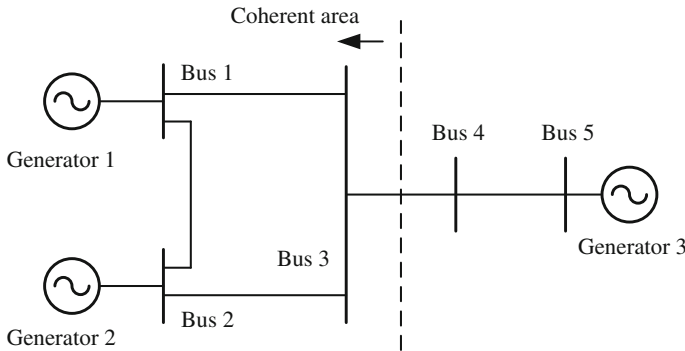 Coherent area
Bus 1
Generator 1
Bus 4
Bus 5
Generator 3
Bus 3
Bus 2
Generator 2